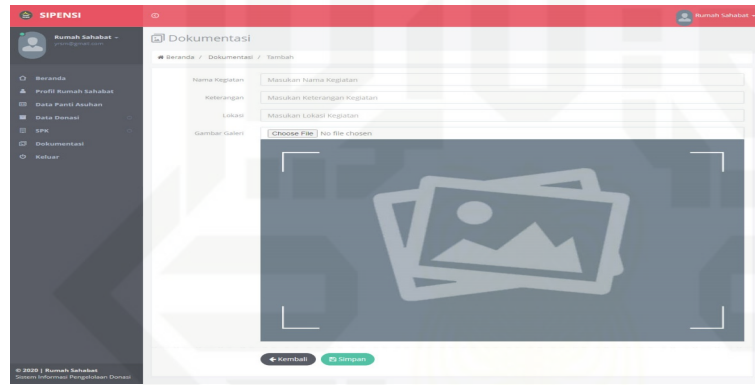 SIPENSI
Rumah Sahabat
Rumah Sahabat
Dokumentasi
Beranda / Dokumentasi / Tambah
Beranda
Profil Rumah Sahabat
Data Panti Asuhan
Data Donasi
SPK
Dokumentasi
Keluar
Nama Kegiatan
Masukan Nama Kegiatan
Keterangan
Masukan Keterangan Kegiatan
Lokasi
Masukan Lokasi Kegiatan
Gambar Galeri
Choose File No file chosen
Kembali
Simpan
© 2020 | Rumah Sahabat
Sistem Informasi Pengelolaan Donasi